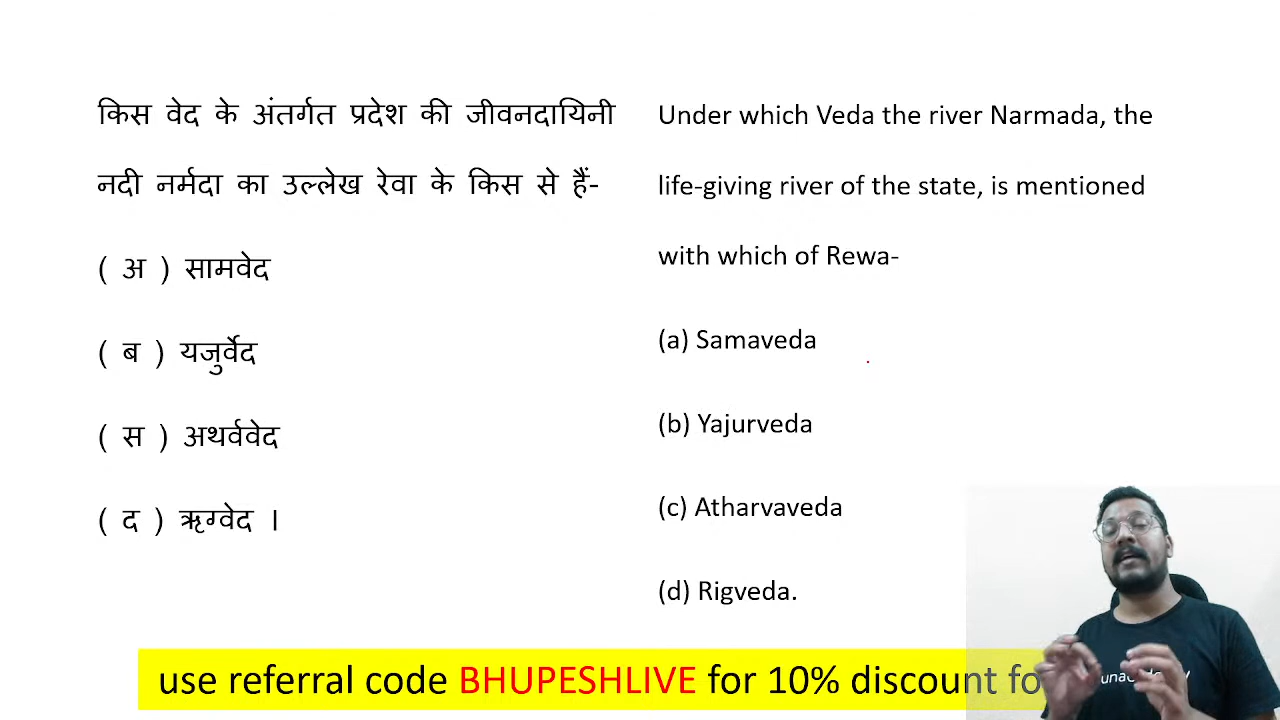 किस वेद के अंतर्गत प्रदेश की जीवनदायिनी
नदी नर्मदा का उल्लेख रेवा के किस से हैं-
( अ ) सामवेद
( ब ) यजुर्वेद
( स ) अथर्ववेद
( द ) ऋग्वेद ।
Under which Veda the river Narmada, the
life-giving river of the state, is mentioned
with which of Rewa-
(a) Samaveda
(b) Yajurveda
(c) Atharvaveda
(d) Rigveda.
use referral code BHUPESHLIVE for 10% discount fo